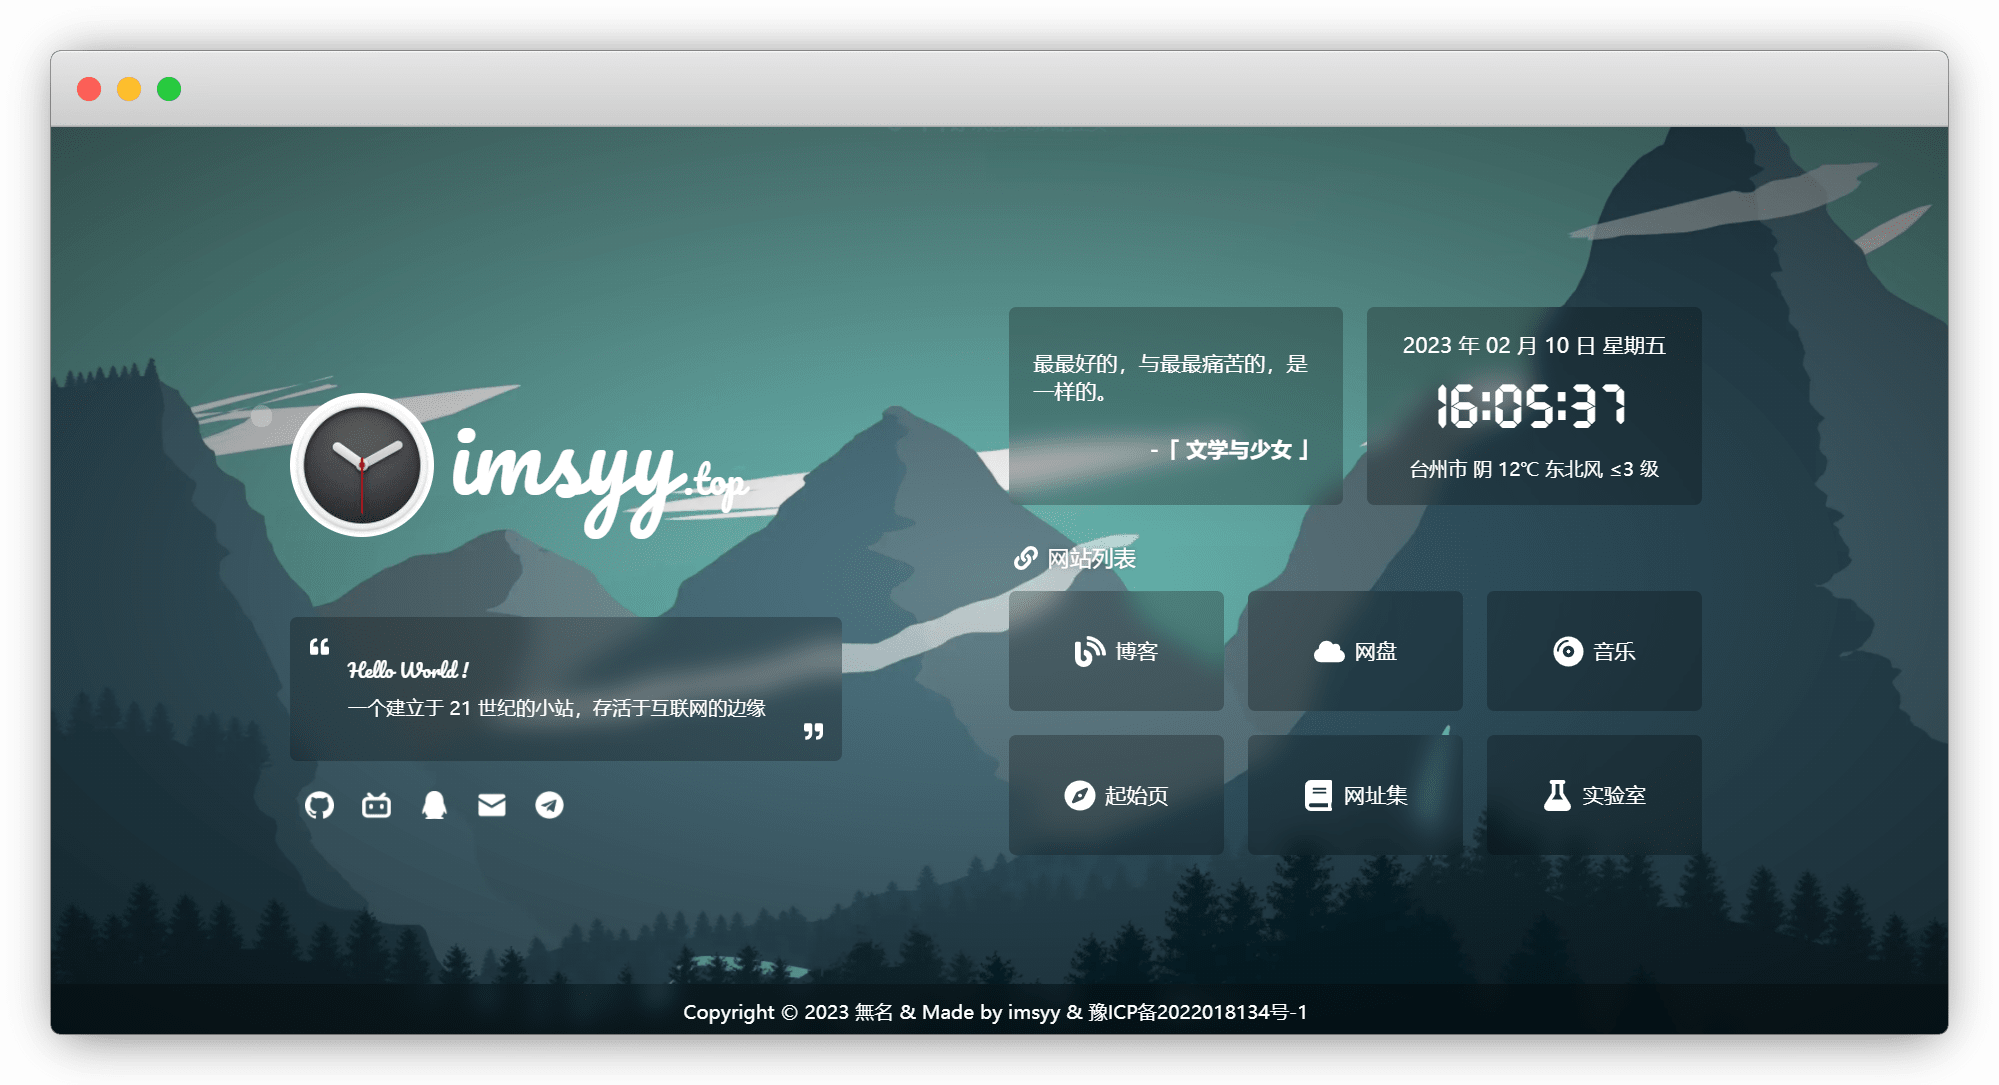 imsyy.top
Hello World !
一个建立于 21 世纪的小站，存活于互联网的边缘
最最好的，与最最痛苦的，是
一样的。
-「 文学与少女 」
2023 年 02 月 10 日 星期五
16:05:37
台州市 阴 12℃ 东北风 ≤3 级
网站列表
博客
网盘
音乐
起始页
网址集
实验室
Copyright © 2023 無名 & Made by imsyy & 豫ICP备2022018134号-1